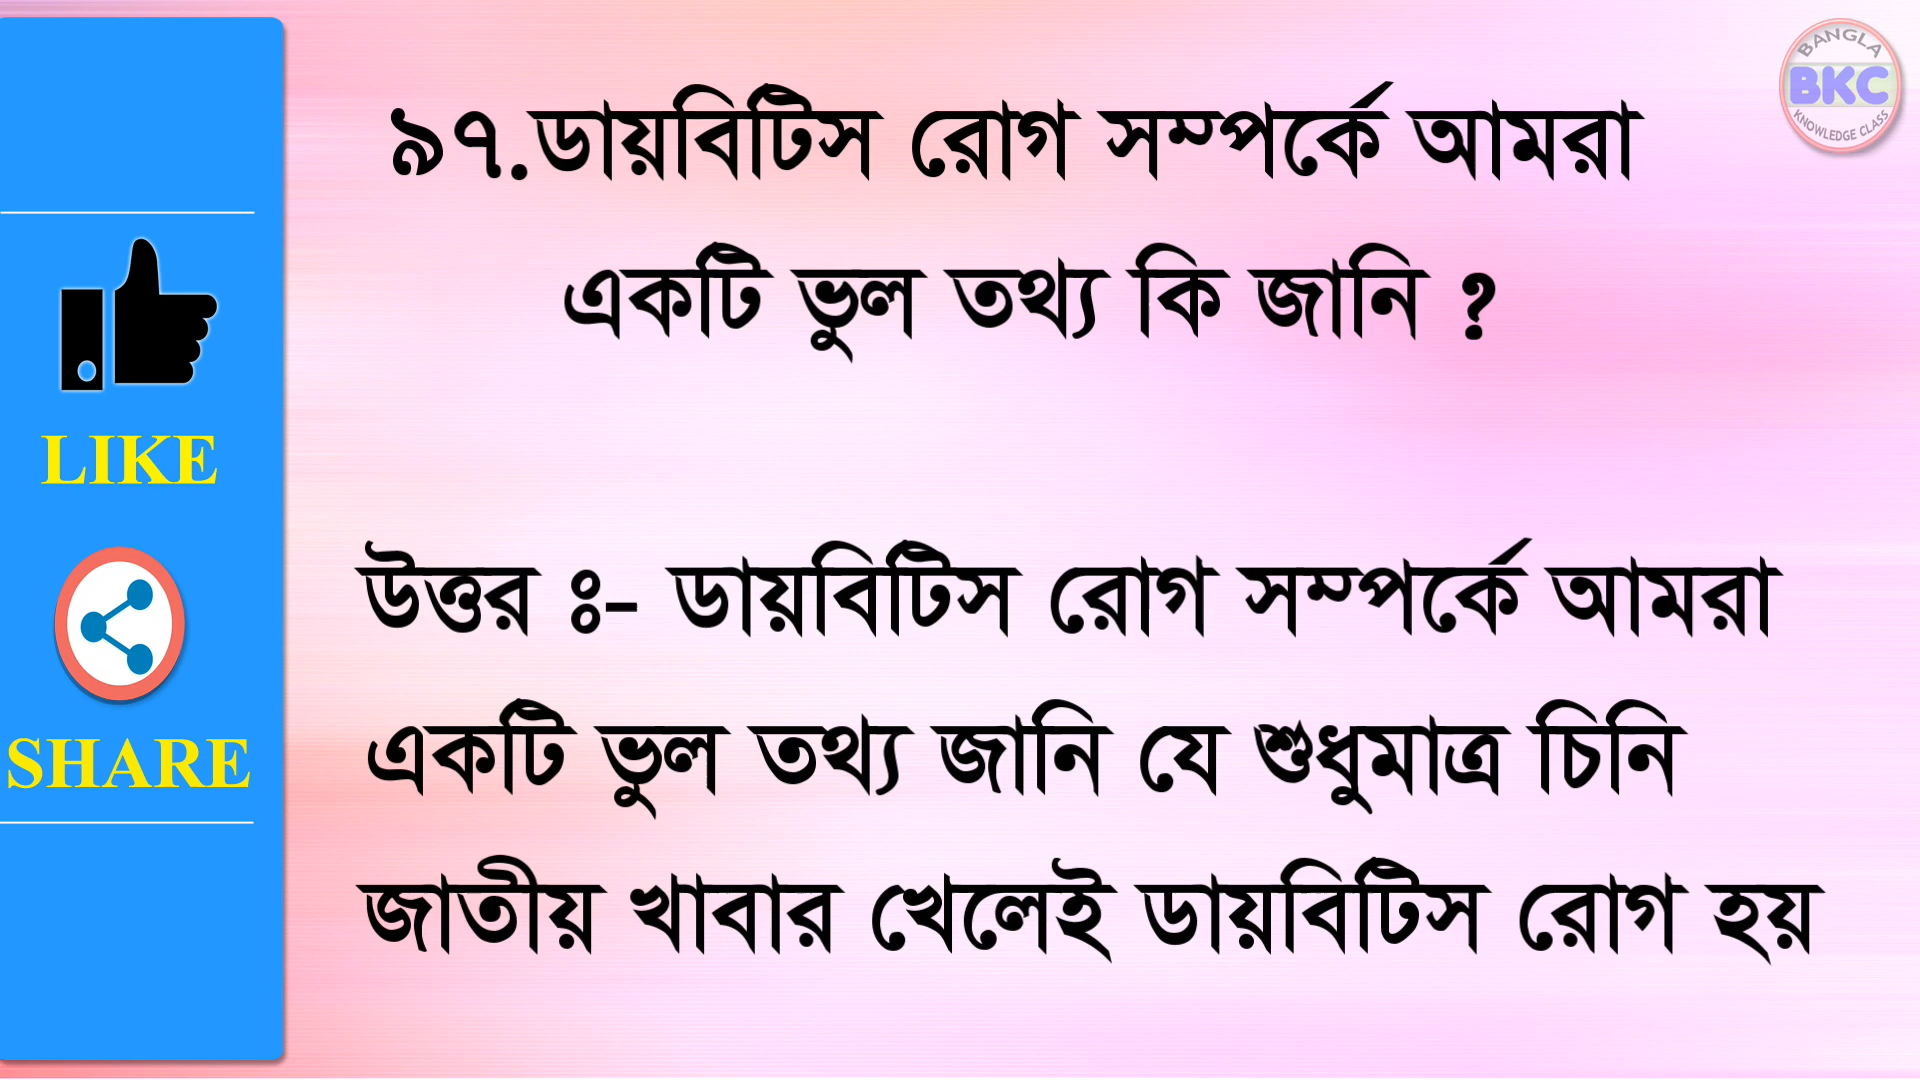 BANGLA
BKC
KNOWLEDGE CLASS
৯৭.ডায়বিটিস রোগ সম্পর্কে আমরা
একটি ভুল তথ্য কি জানি ?
LIKE
উত্তর ঃ- ডায়বিটিস রোগ সম্পর্কে আমরা
একটি ভুল তথ্য জানি যে শুধুমাত্র চিনি
SHARE
জাতীয় খাবার খেলেই ডায়বিটিস রোগ হয়